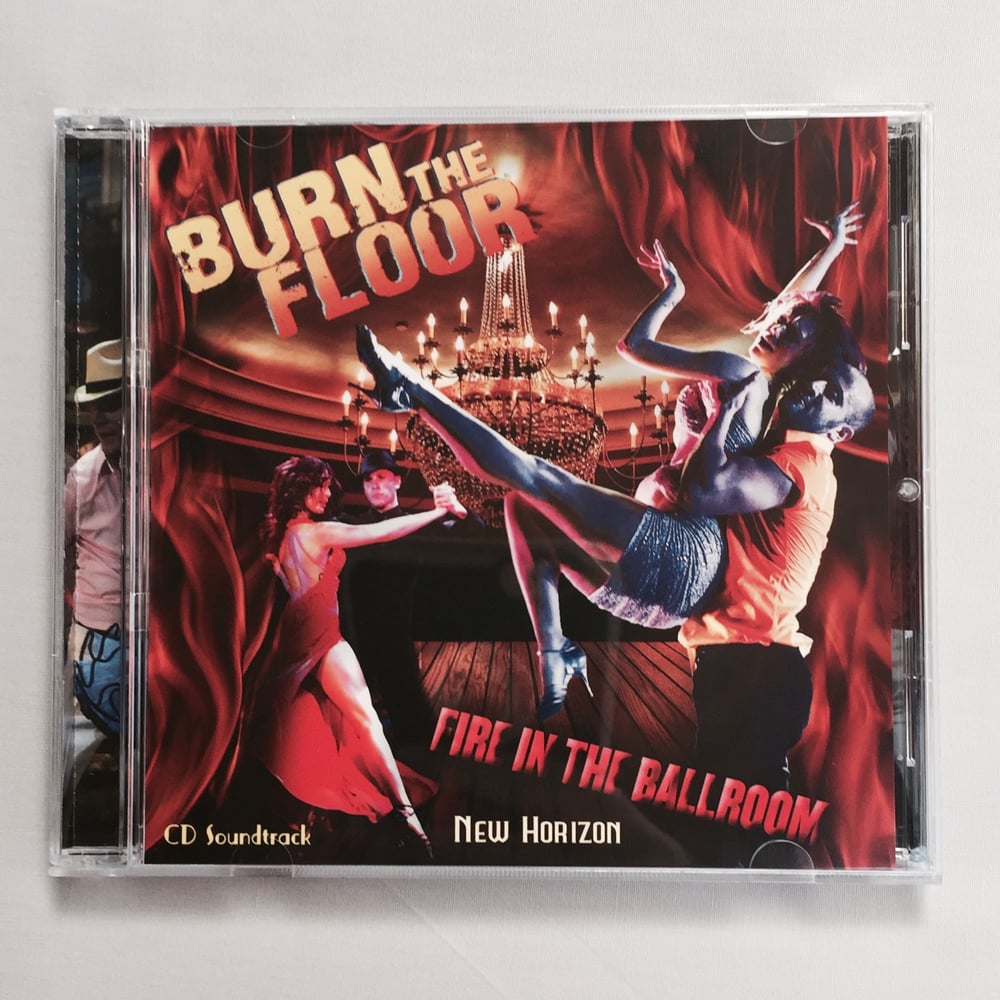 BURN THE
FLOOR
FIRE IN THE BALLROOM
CD Soundtrack
NEW HORIZON